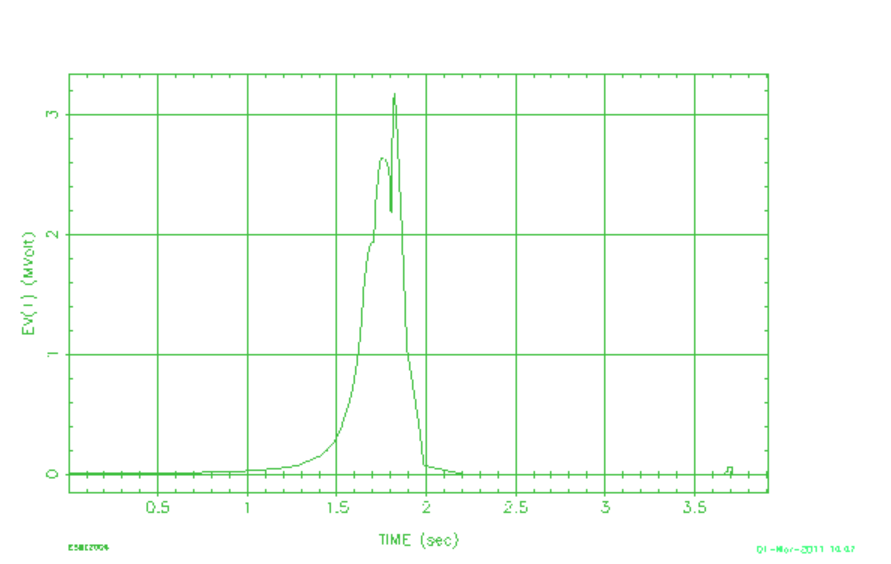 3
2
1
0
EV(1) (MVolt)
0.5 1 1.5 2 2.5 3 3.5
TIME (sec)
01-Mar-2011 14:47